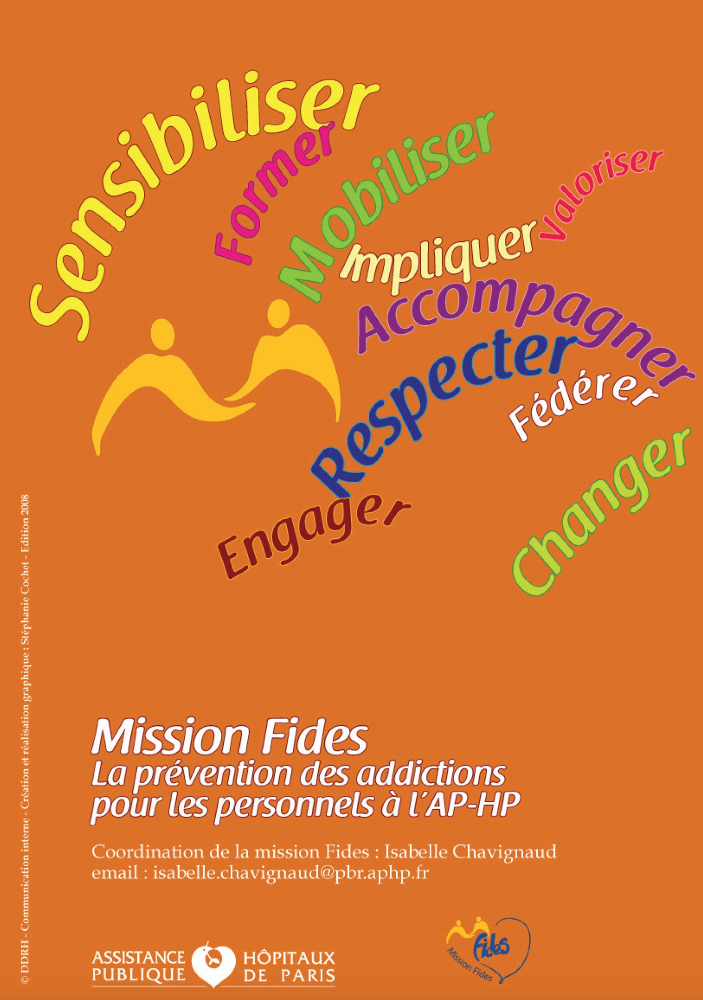 Sensibiliser
Former
Mobiliser
Valoriser
Impliquer
Accompagner
Respecter
Fédérer
Changer
Engager
© DDRH - Communication interne - Création et réalisation graphique : Stéphanie Cochet - Edition 2008
Mission Fides
La prévention des addictions
pour les personnels à l´AP-HP
Coordination de la mission Fides : Isabelle Chavignaud
email : isabelle.chavignaud@pbr.aphp.fr
ASSISTANCE PUBLIQUE
HÔPITAUX DE PARIS
Fides
Mission Fides